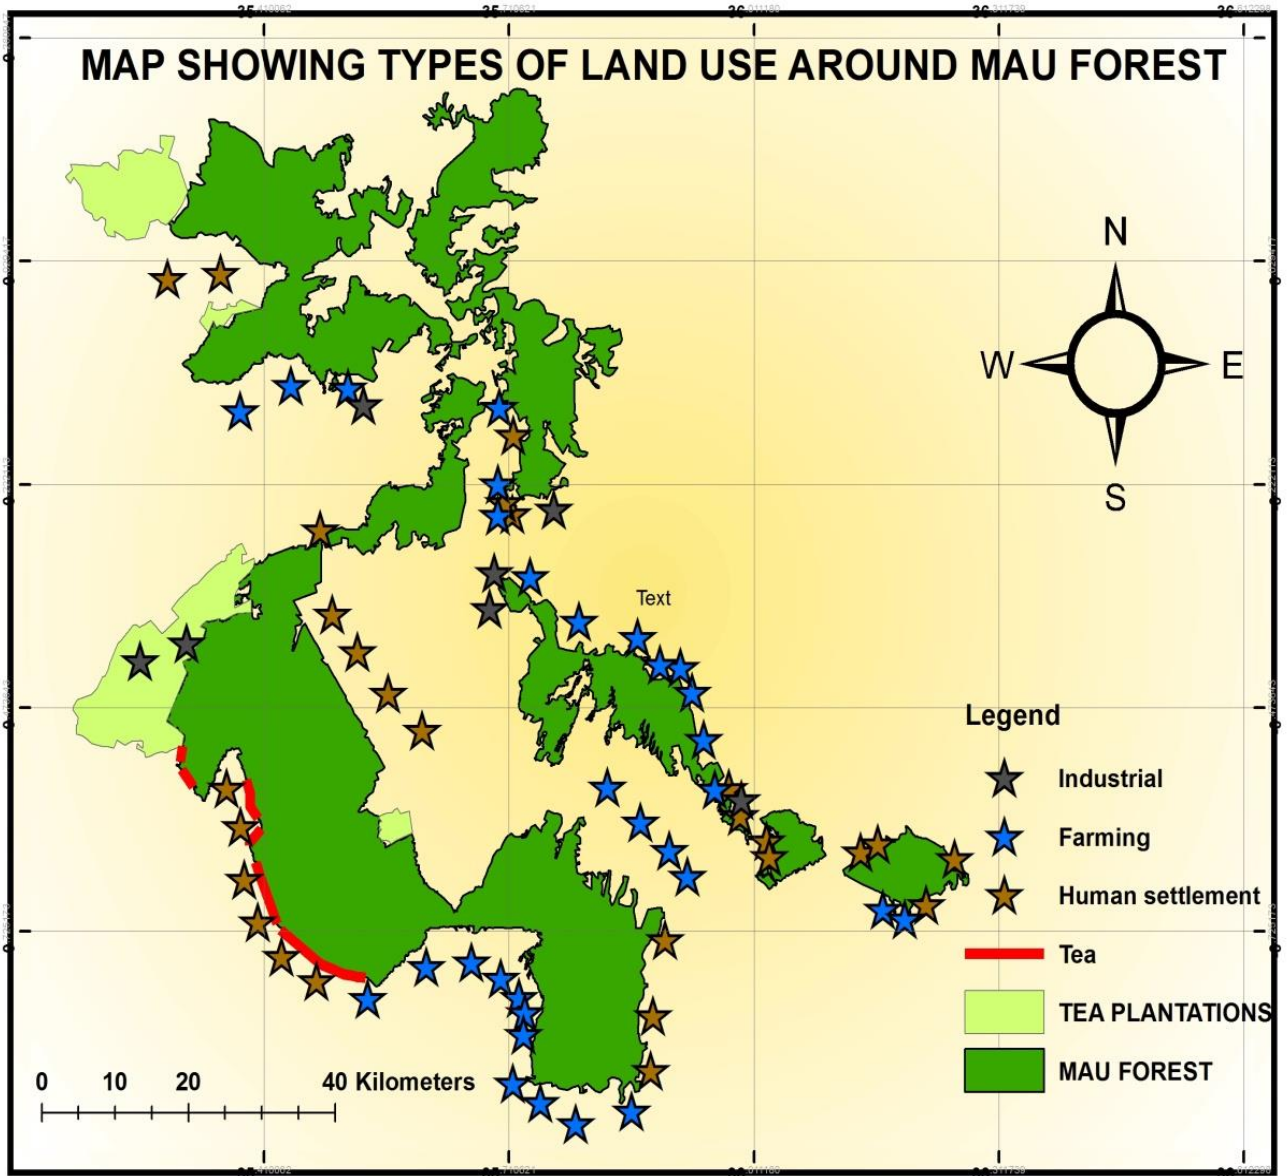 MAP SHOWING TYPES OF LAND USE AROUND MAU FOREST
N
W
E
S
Text
Legend
Industrial
Farming
Human settlement
Tea
TEA PLANTATIONS
MAU FOREST
0 10 20 40 Kilometers